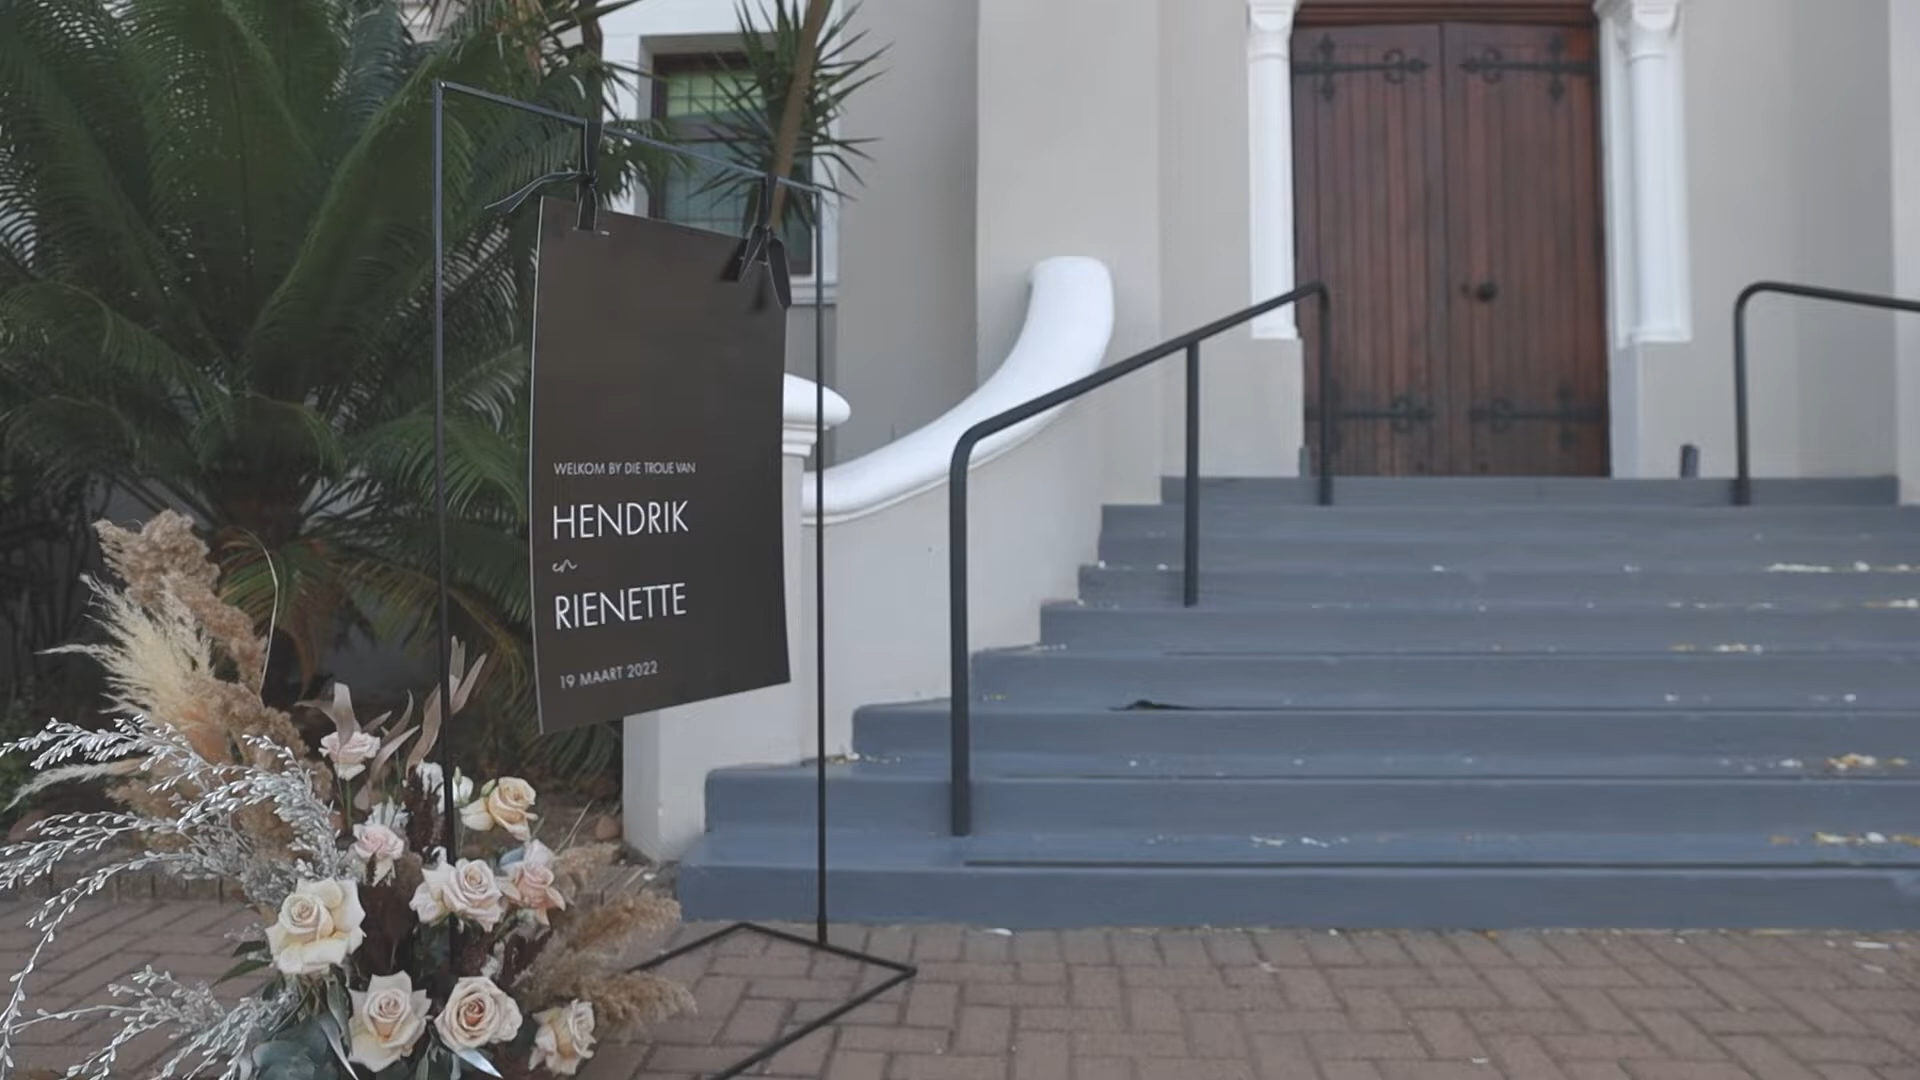 WELKOM BY DIE TROUE VAN
HENDRIK
en
RIENETTE
19 MAART 2022